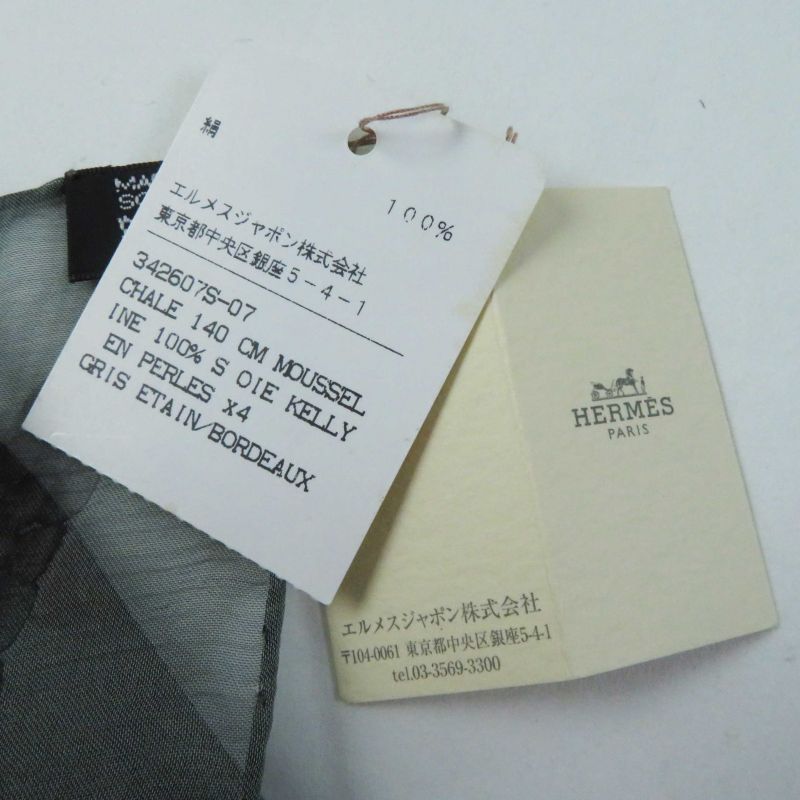 絹
100%
エルメスジャポン株式会社
東京都中央区銀座5-4-1
342607S-07
CHALE 140 CM MOUSSEL
INE 100% S OIE KELLY
EN PERLES X4
GRIS ETAIN/BORDEAUX
HERMÈS
PARIS
エルメスジャポン株式会社
〒104-0061 東京都中央区銀座5-4-1
tel.03-3569-3300